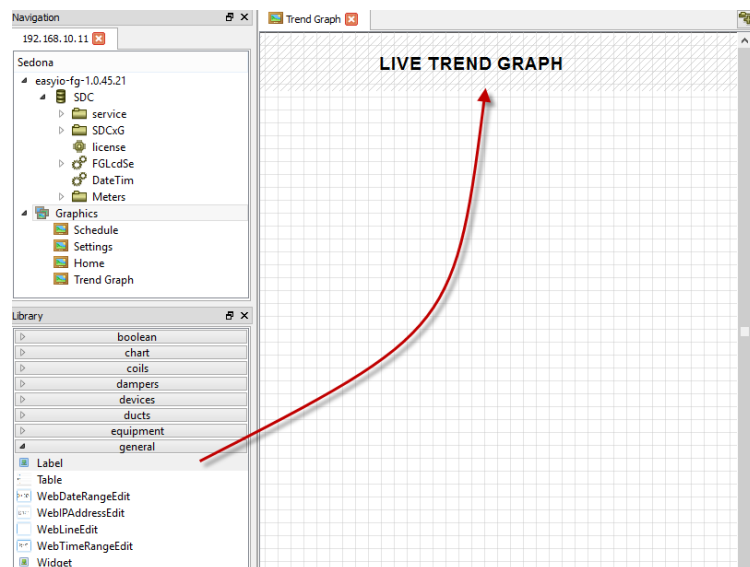 Navigation
192.168.10.11
Sedona
easyio-fg-1.0.45.21
SDC
service
SDCxG
license
FGLcdSe
DateTim
Meters
Graphics
Schedule
Settings
Home
Trend Graph
Library
boolean
chart
coils
dampers
devices
ducts
equipment
general
Label
Table
WebDateRangeEdit
WebIPAddressEdit
WebLineEdit
WebTimeRangeEdit
Widget
Trend Graph
LIVE TREND GRAPH